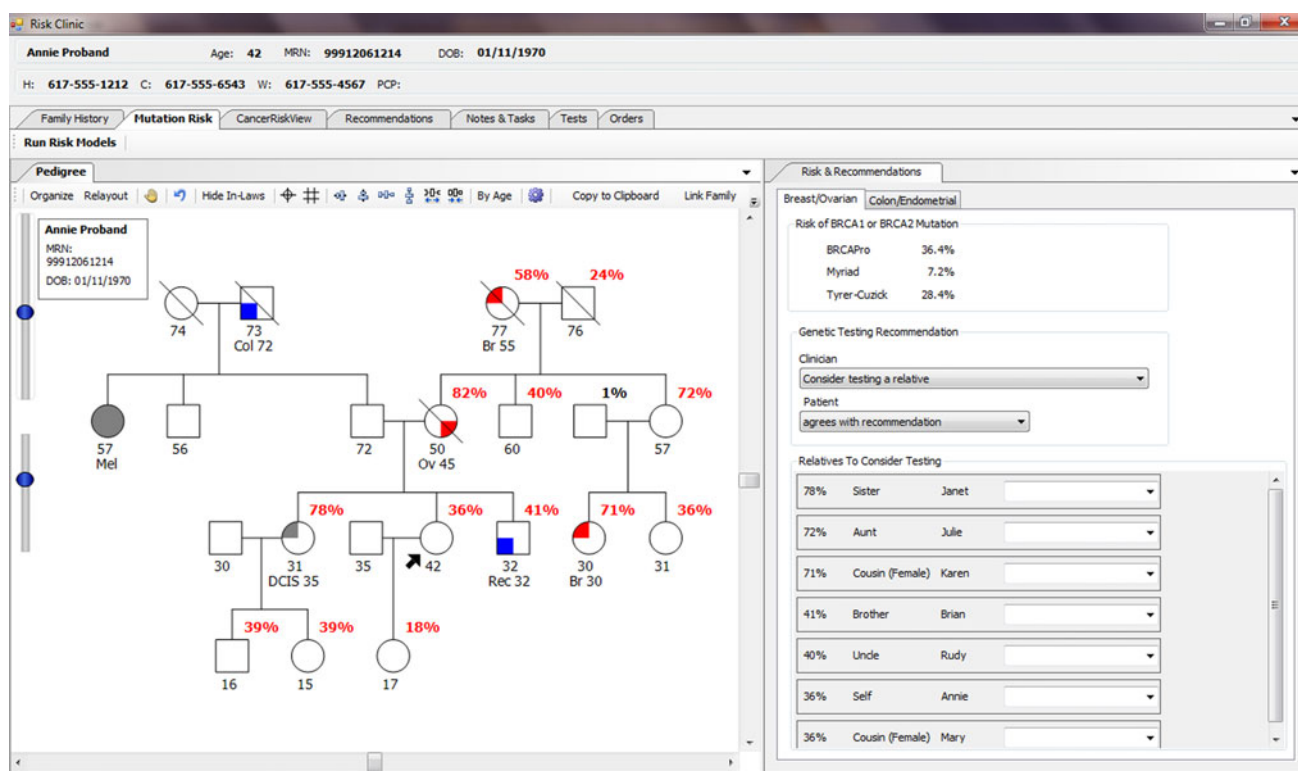 Risk Clinic
Annie Proband Age: 42 MRN: 99912061214 DOB: 01/11/1970
H: 617-555-1212 C: 617-555-6543 W: 617-555-4567 PCP:
Family History Mutation Risk CancerRiskView Recommendations Notes & Tasks Tests Orders
Run Risk Models
Pedigree
Organize Relayout Hide In-Laws By Age Copy to Clipboard Link Family
Annie Proband
MRN:
99912061214
DOB: 01/11/1970
58% 24%
74 73 77 76
Col 72 Br 55
82% 40% 1% 72%
57 56 72 50 60 57
Mel Ov 45
78% 36% 41% 71% 36%
30 31 35 42 32 30 31
DCIS 35 Rec 32 Br 30
39% 39% 18%
16 15 17
Risk & Recommendations
Breast/Ovarian Colon/Endometrial
Risk of BRCA1 or BRCA2 Mutation
BRCAPro 36.4%
Myriad 7.2%
Tyrer-Cuzick 28.4%
Genetic Testing Recommendation
Clinician
Consider testing a relative
Patient
agrees with recommendation
Relatives To Consider Testing
78% Sister Janet
72% Aunt Julie
71% Cousin (Female) Karen
41% Brother Brian
40% Uncle Rudy
36% Self Annie
36% Cousin (Female) Mary